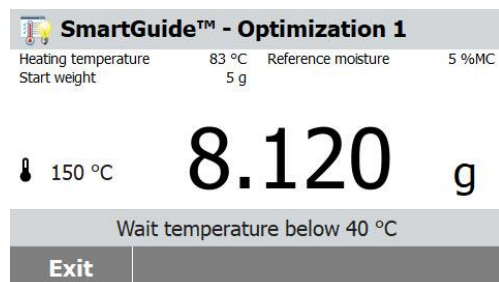 SmartGuide™ - Optimization 1
Heating temperature 83 °C Reference moisture 5 %MC
Start weight 5 g
150 °C 8.120 g
Wait temperature below 40 °C
Exit